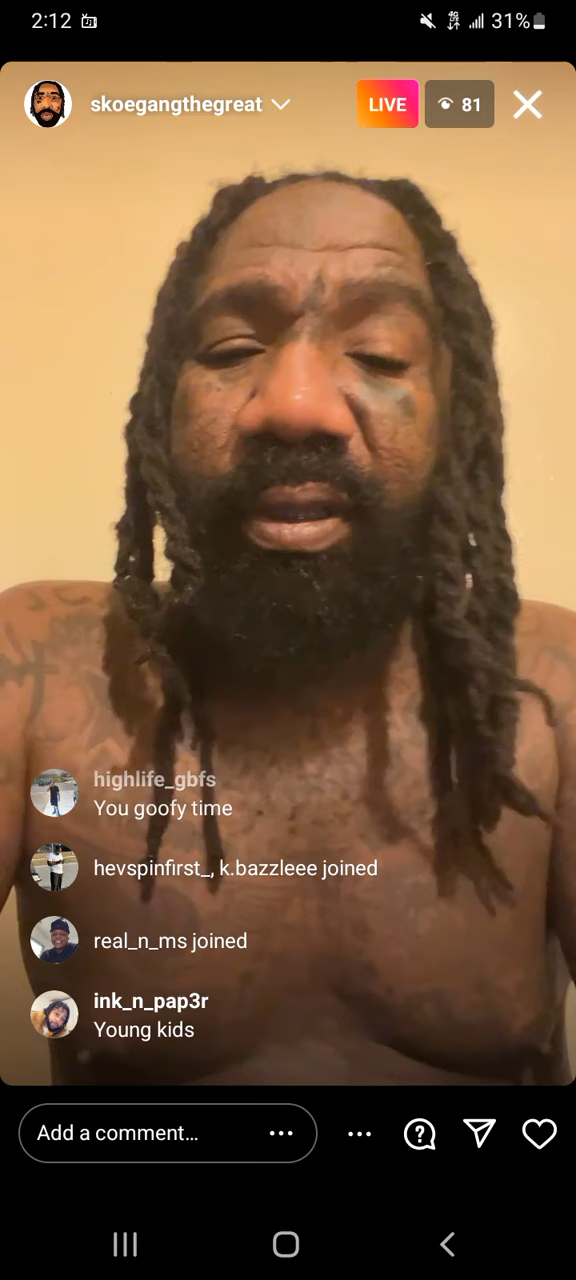 2:12
31%
skoegangthegreat
LIVE
81
highlife_gbfs
You goofy time
hevspinfirst_, k.bazzleee joined
real_n_ms joined
ink_n_pap3r
Young kids
Add a comment...